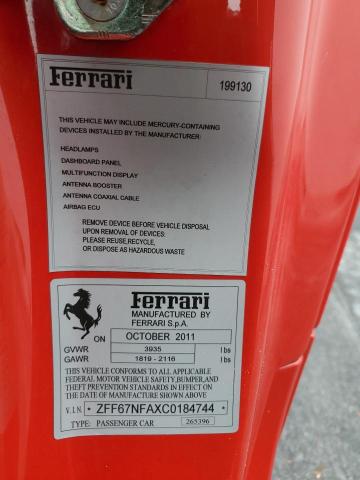 Ferrari
199130
THIS VEHICLE MAY INCLUDE MERCURY-CONTAINING
DEVICES INSTALLED BY THE MANUFACTURER:
HEADLAMPS
DASHBOARD PANEL
MULTIFUNCTION DISPLAY
ANTENNA BOOSTER
ANTENNA COAXIAL CABLE
AIRBAG ECU
REMOVE DEVICE BEFORE VEHICLE DISPOSAL
UPON REMOVAL OF DEVICES:
PLEASE REUSE,RECYCLE
OR DISPOSE AS HAZARDOUS WASTE
Ferrari
MANUFACTURED BY
FERRARI S.p.A.
ON OCTOBER 2011
GVWR 3935 lbs
GAWR 1819 - 2116 lbs
THIS VEHICLE CONFORMS TO ALL APPLICABLE
FEDERAL MOTOR VEHICLE SAFETY,BUMPER,AND
THEFT PREVENTION STANDARDS IN EFFECT ON
THE DATE OF MANUFACTURE SHOWN ABOVE
V.I.N. ZFF67NFAXC0184744
TYPE: PASSENGER CAR 265396